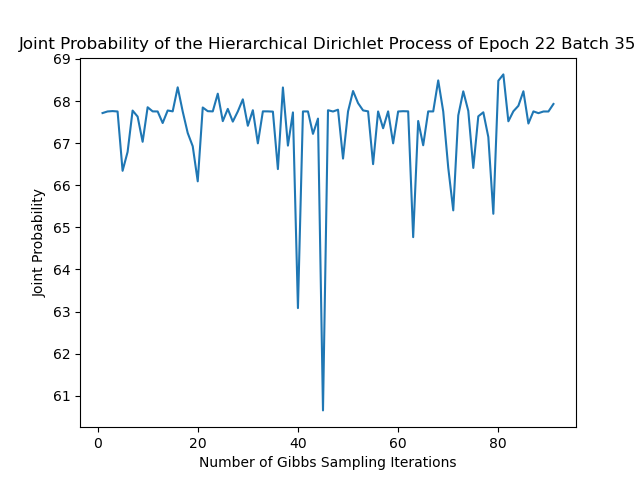 Joint Probability of the Hierarchical Dirichlet Process of Epoch 22 Batch 35
69
68
67
66
65
64
63
62
61
Joint Probability
0 20 40 60 80
Number of Gibbs Sampling Iterations